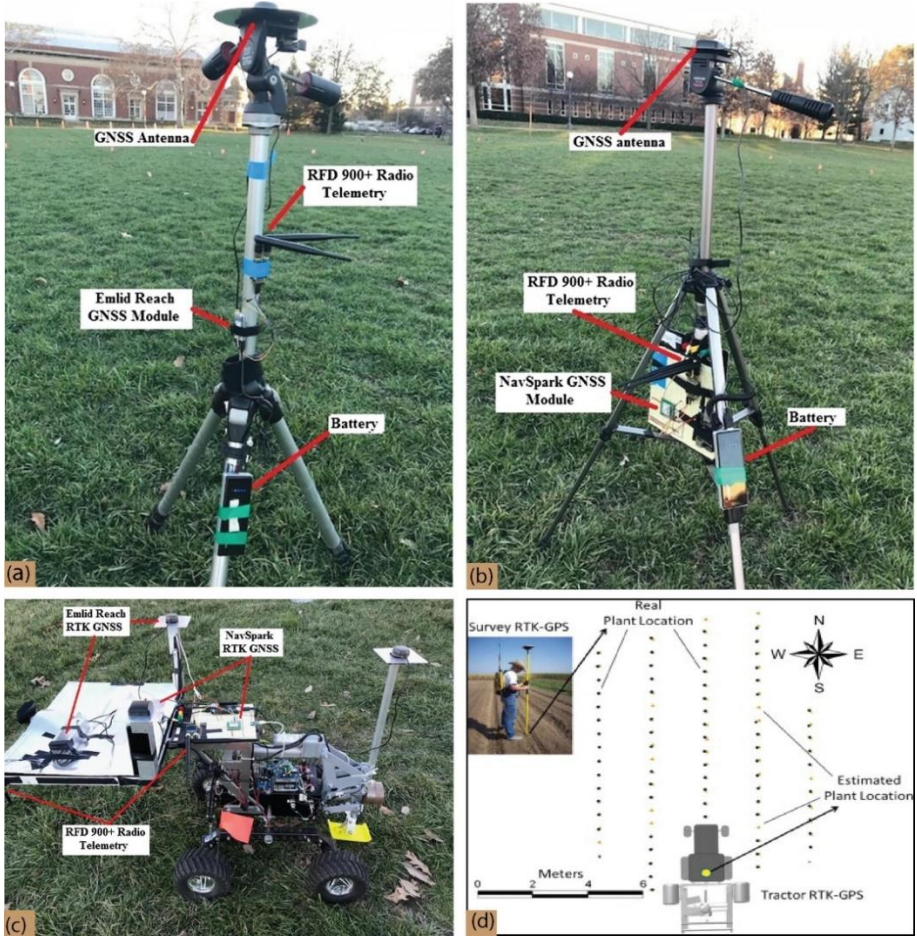 GNSS Antenna
RFD 900+ Radio
Telemetry
Emlid Reach
GNSS Module
Battery
(a)
GNSS antenna
RFD 900+ Radio
Telemetry
NavSpark GNSS
Module
Battery
(b)
Emlid Reach
RTK GNSS
NavSpark
RTK GNSS
RFD 900+ Radio
Telemetry
(c)
Real
Plant Location
Survey RTK-GPS
N
W
E
S
Estimated
Plant Location
Meters
0
2
4
6
Tractor RTK-GPS
(d)